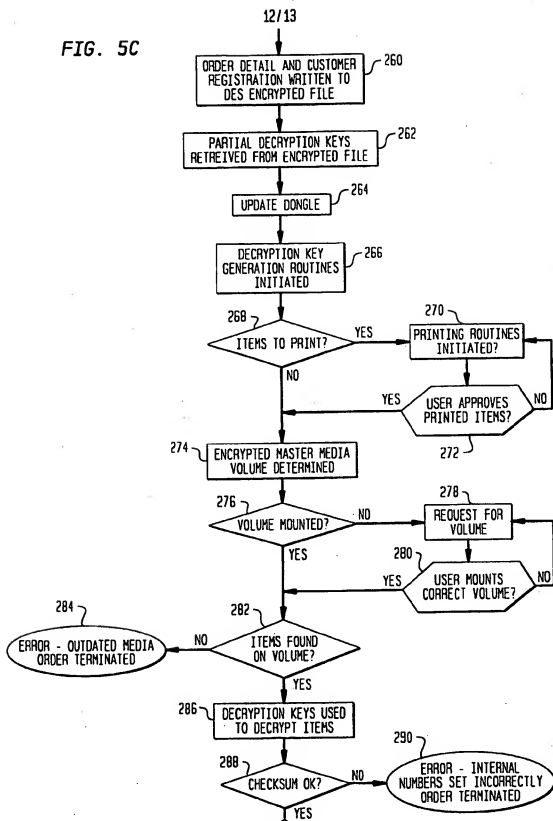 12/13
FIG. 5C
ORDER DETAIL AND CUSTOMER
REGISTRATION WRITTEN TO
DES ENCRYPTED FILE
260
PARTIAL DECRYPTION KEYS
RETREIVED FROM ENCRYPTED FILE
262
UPDATE DONGLE
264
DECRYPTION KEY
GENERATION ROUTINES
INITIATED
266
268
ITEMS TO PRINT?
YES
NO
270
PRINTING ROUTINES
INITIATED?
USER APPROVES
PRINTED ITEMS?
YES
NO
272
274
ENCRYPTED MASTER MEDIA
VOLUME DETERMINED
276
VOLUME MOUNTED?
NO
YES
278
REQUEST FOR
VOLUME
280
USER MOUNTS
CORRECT VOLUME?
YES
NO
282
ITEMS FOUND
ON VOLUME?
NO
YES
284
ERROR - OUTDATED MEDIA
ORDER TERMINATED
286
DECRYPTION KEYS USED
TO DECRYPT ITEMS
288
CHECKSUM OK?
NO
YES
290
ERROR - INTERNAL
NUMBERS SET INCORRECTLY
ORDER TERMINATED